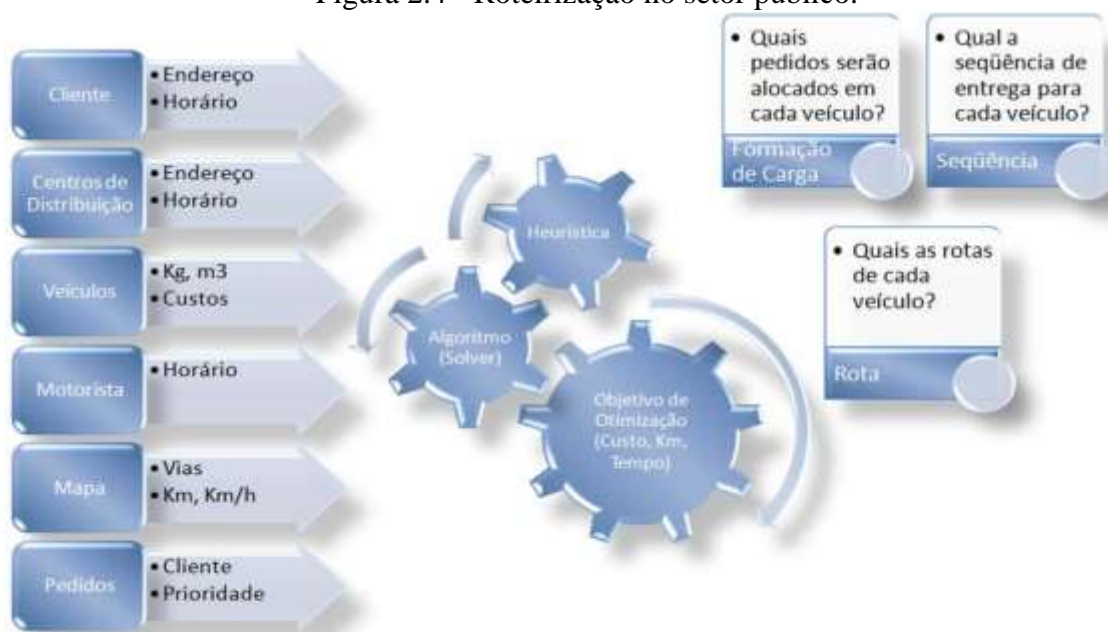 Figura 2.4 - Roteirização no setor público.
Cliente
• Endereço
• Horário
Centros de
Distribuição
• Endereço
• Horário
Veículos
• Kg, m3
• Custos
Motorista
• Horário
Mapa
• Vias
• Km, Km/h
Pedidos
• Cliente
• Prioridade
Heurística
Algoritmo
(Solver)
Objetivo de
Otimização
(Custo, Km,
Tempo)
• Quais
pedidos serão
alocados em
cada veículo?
Formação
de Carga
• Qual a
seqüência de
entrega para
cada veículo?
Seqüência
• Quais as rotas
de cada
veículo?
Rota